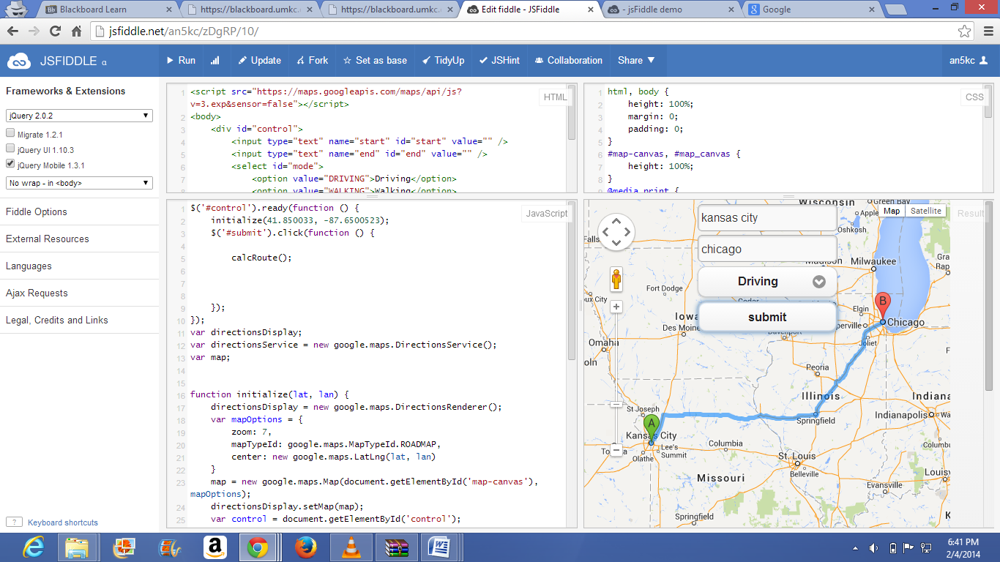 Blackboard Learn
https://blackboard.umkc.
https://blackboard.umkc.
Edit fiddle - JSFiddle
- jsFiddle demo
Google
jsfiddle.net/an5kc/zDgRP/10/
JSFIDDLE α
Run
Update
Fork
Set as base
TidyUp
JSHint
Collaboration
Share
an5kc
Frameworks & Extensions
jQuery 2.0.2
Migrate 1.2.1
jQuery UI 1.10.3
jQuery Mobile 1.3.1
No wrap - in <body>
Fiddle Options
External Resources
Languages
Ajax Requests
Legal, Credits and Links
? Keyboard shortcuts
HTML
1 <script src="https://maps.googleapis.com/maps/api/js?
v=3.exp&sensor=false"></script>
2 <body>
3 <div id="control">
4 <input type="text" name="start" id="start" value="" />
5 <input type="text" name="end" id="end" value="" />
6 <select id="mode">
7 <option value="DRIVING">Driving</option>
8 <option value="WALKING">Walking</option>
CSS
1 html, body {
2 height: 100%;
3 margin: 0;
4 padding: 0;
5 }
6 #map-canvas, #map_canvas {
7 height: 100%;
8 }
9 @media print {
JavaScript
1 $('#control').ready(function () {
2 initialize(41.850033, -87.6500523);
3 $('#submit').click(function () {
4
5 calcRoute();
6
7
8
9 });
10 });
11 var directionsDisplay;
12 var directionsService = new google.maps.DirectionsService();
13 var map;
14
15
16 function initialize(lat, lan) {
17 directionsDisplay = new google.maps.DirectionsRenderer();
18 var mapOptions = {
19 zoom: 7,
20 mapTypeId: google.maps.MapTypeId.ROADMAP,
21 center: new google.maps.LatLng(lat, lan)
22 }
23 map = new google.maps.Map(document.getElementById('map-canvas'),
mapOptions);
24 directionsDisplay.setMap(map);
25 var control = document.getElementById('control');
Result
Map
Satellite
kansas city
chicago
Driving
submit
Wisconsin
Green Bay
Apple
Oshkosh
Madison
Milwaukee
Gra
Rap
Falls
Fort Dodge
oux City
Iowa
Cedar
Des Moine
Davenport
Elgin
perville
B
Chicago
Joliet
Omaha
oln
Peoria
Illinois
Indiana
Indianapolis
Springfield
St Joseph
A
Kansas City
Lee's
Summit
Olathe
Columbia
St. Louis
Belleville
Columbu
Missouri
Louisv
Evansville
Springfield
K
6:41 PM
2/4/2014